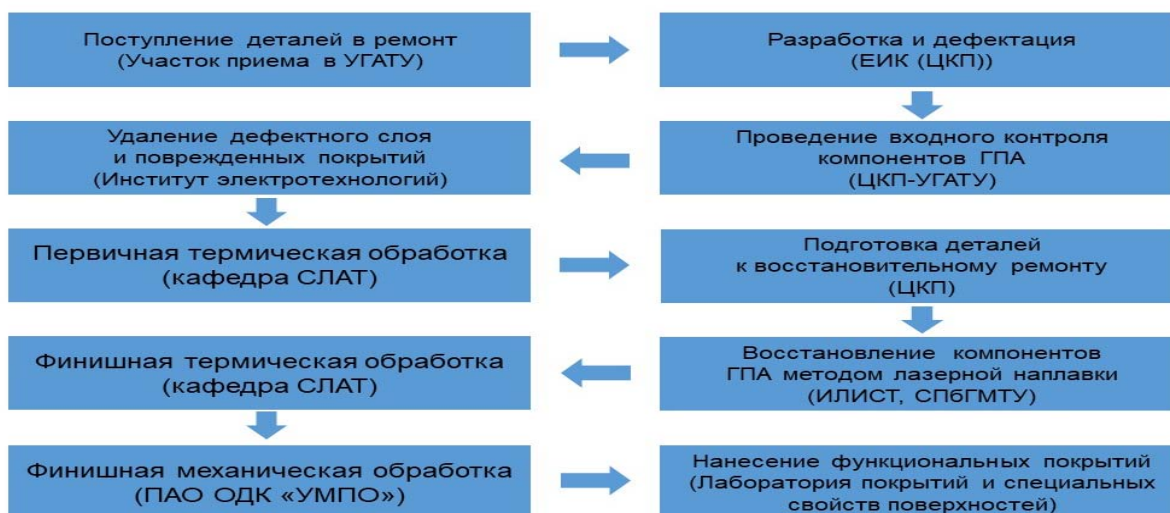 Поступление деталей в ремонт
(Участок приема в УГАТУ)
Разработка и дефектация
(ЕИК (ЦКП))
Удаление дефектного слоя
и поврежденных покрытий
(Институт электротехнологий)
Проведение входного контроля
компонентов ГПА
(ЦКП-УГАТУ)
Первичная термическая обработка
(кафедра СЛАТ)
Подготовка деталей
к восстановительному ремонту
(ЦКП)
Финишная термическая обработка
(кафедра СЛАТ)
Восстановление компонентов
ГПА методом лазерной наплавки
(ИЛИСТ, СПбГМТУ)
Финишная механическая обработка
(ПАО ОДК «УМПО»)
Нанесение функциональных покрытий
(Лаборатория покрытий и специальных
свойств поверхностей)